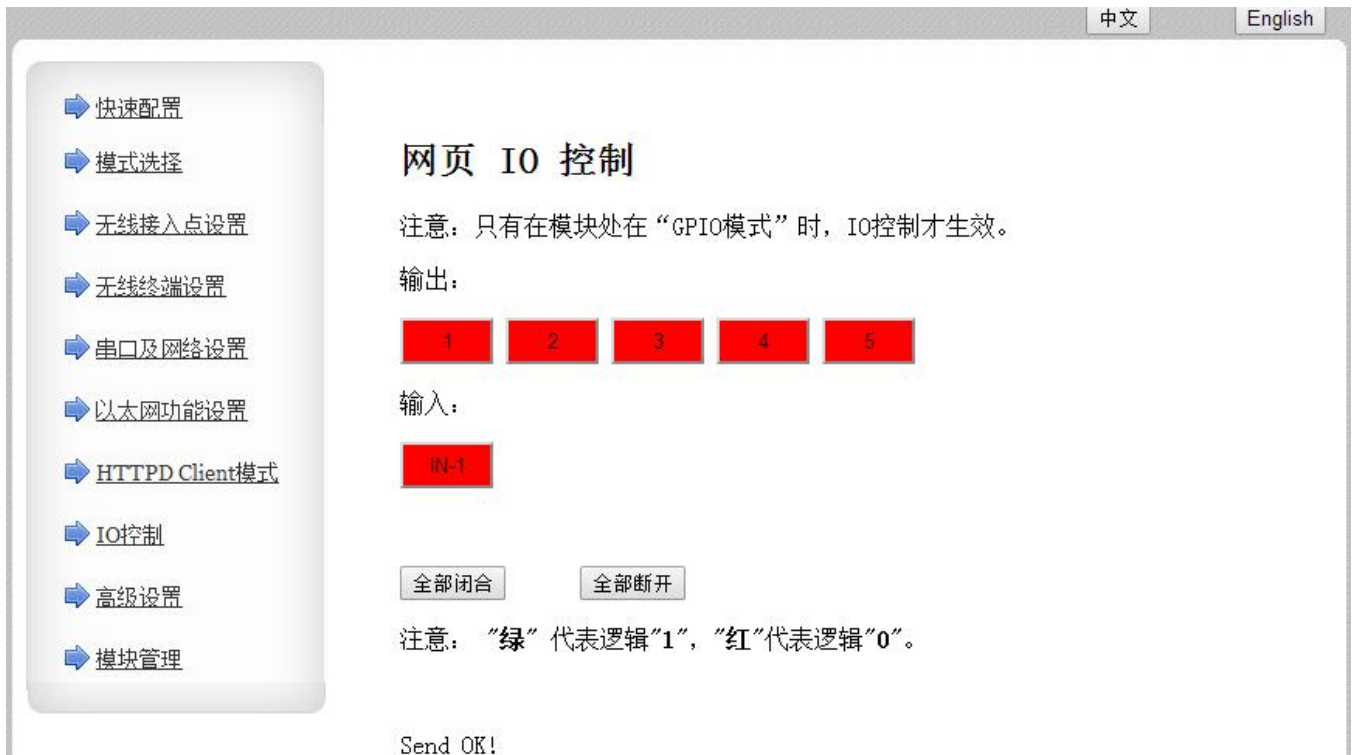 中文 English
快速配置
模式选择
无线接入点设置
无线终端设置
串口及网络设置
以太网功能设置
HTTPD Client模式
IO控制
高级设置
模块管理
网页 IO 控制
注意：只有在模块处在“GPIO模式”时，IO控制才生效。
输出：
1 2 3 4 5
输入：
IN-1
全部闭合 全部断开
注意： "绿" 代表逻辑"1"，"红"代表逻辑"0"。
Send OK!